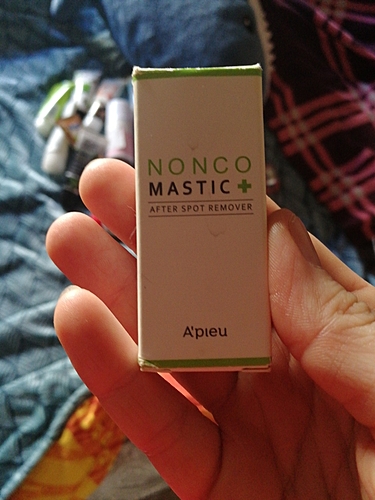 NONCO
MASTIC+
AFTER SPOT REMOVER
A'pieu